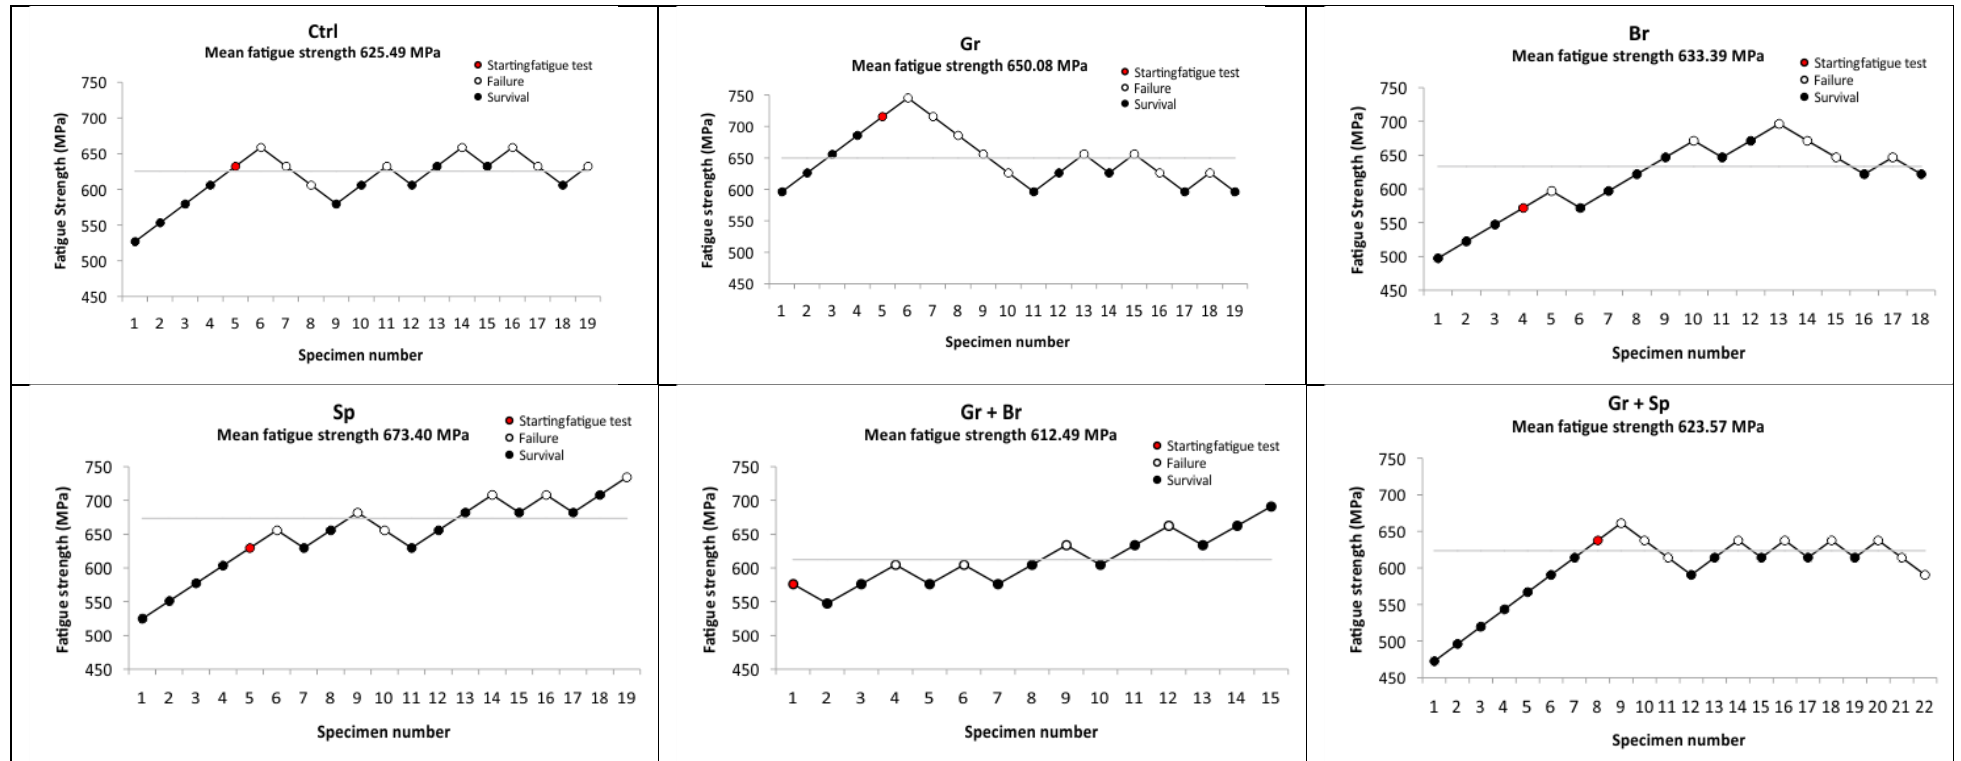 Ctrl
Mean fatigue strength 625.49 MPa
Startingfatigue test
Failure
Survival
Fatigue Strength (MPa)
750
700
650
600
550
500
450
1 2 3 4 5 6 7 8 9 10 11 12 13 14 15 16 17 18 19
Specimen number
Gr
Mean fatigue strength 650.08 MPa
Startingfatigue test
Failure
Survival
Fatigue strength (MPa)
750
700
650
600
550
500
450
1 2 3 4 5 6 7 8 9 10 11 12 13 14 15 16 17 18 19
Specimen number
Br
Mean fatigue strength 633.39 MPa
Startingfatigue test
Failure
Survival
Fatigue Strength (MPa)
750
700
650
600
550
500
450
1 2 3 4 5 6 7 8 9 10 11 12 13 14 15 16 17 18
Specimen number
Sp
Mean fatigue strength 673.40 MPa
Startingfatigue test
Failure
Survival
Fatigue strength (MPa)
750
700
650
600
550
500
450
1 2 3 4 5 6 7 8 9 10 11 12 13 14 15 16 17 18 19
Specimen number
Gr + Br
Mean fatigue strength 612.49 MPa
Startingfatigue test
Failure
Survival
Fatigue strength (MPa)
750
700
650
600
550
500
450
1 2 3 4 5 6 7 8 9 10 11 12 13 14 15
Specimen number
Gr + Sp
Mean fatigue strength 623.57 MPa
Fatigue strength (MPa)
750
700
650
600
550
500
450
1 2 3 4 5 6 7 8 9 10 11 12 13 14 15 16 17 18 19 20 21 22
Specimen number